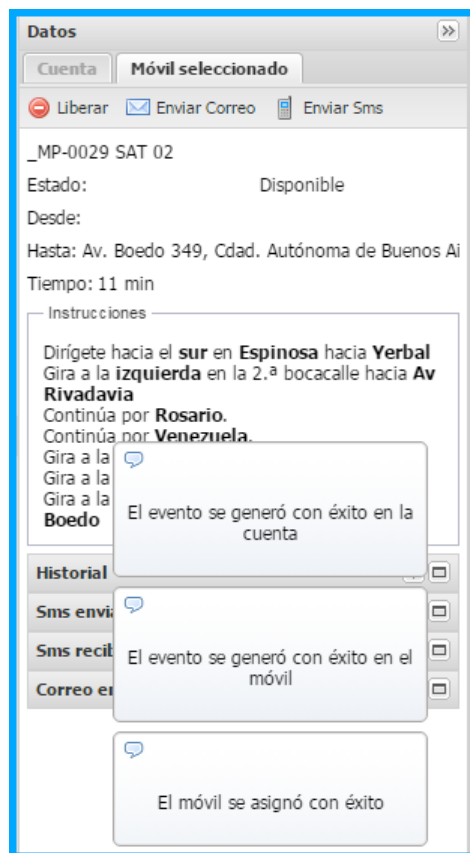 Datos
Cuenta Móvil seleccionado
Liberar Enviar Correo Enviar Sms
_MP-0029 SAT 02
Estado: Disponible
Desde:
Hasta: Av. Boedo 349, Cdad. Autónoma de Buenos Ai
Tiempo: 11 min
Instrucciones
Dirígete hacia el sur en Espinosa hacia Yerbal
Gira a la izquierda en la 2.ª bocacalle hacia Av
Rivadavia
Continúa por Rosario.
Continúa por Venezuela.
Gira a la
Gira a la
Gira a la
Boedo
El evento se generó con éxito en la
cuenta
Historial
Sms envia
Sms recib
Correo en
El evento se generó con éxito en el
móvil
El móvil se asignó con éxito